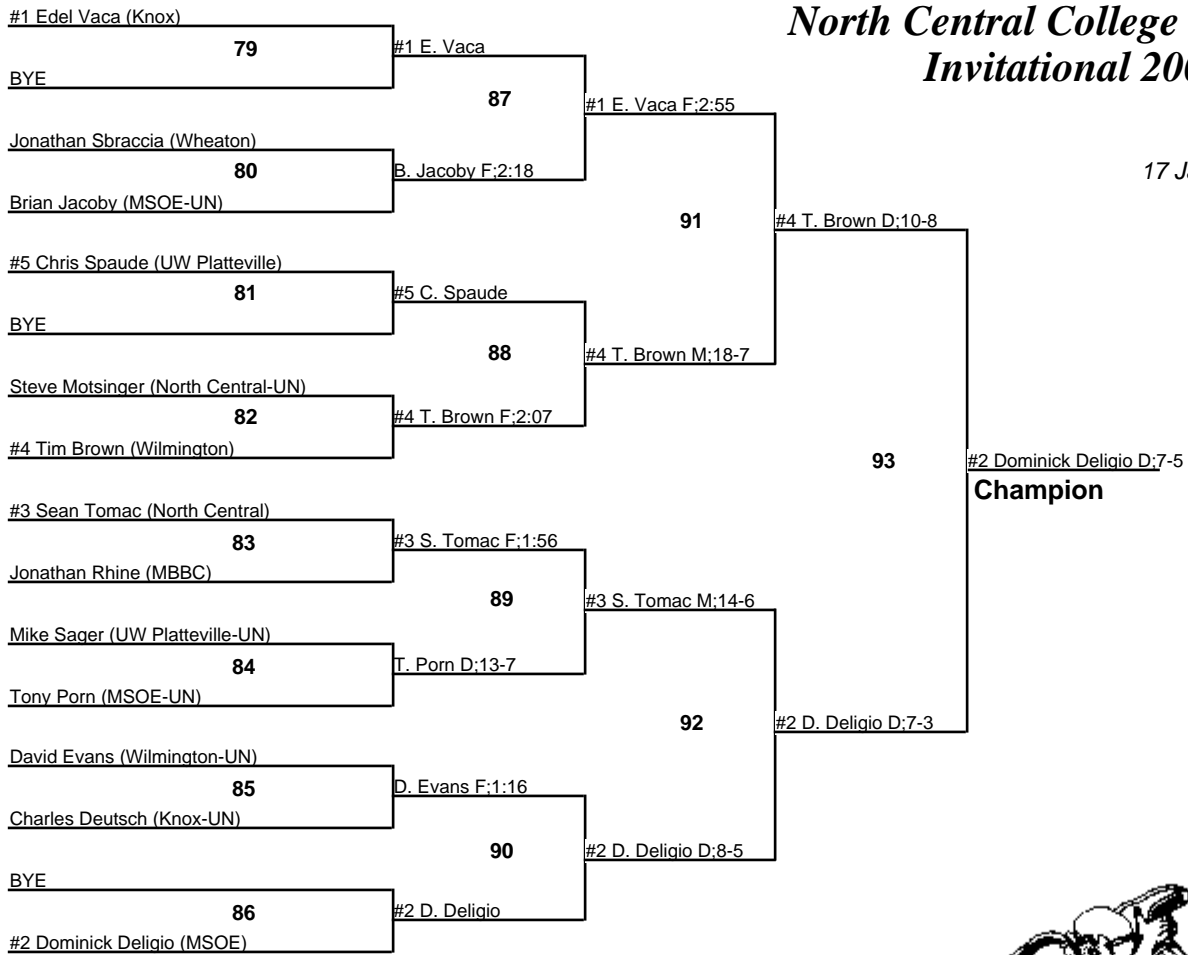 North Central College
Invitational 200
17 Ja
#1 Edel Vaca (Knox)
79
BYE
#1 E. Vaca
87
#1 E. Vaca F;2:55
Jonathan Sbraccia (Wheaton)
80
Brian Jacoby (MSOE-UN)
B. Jacoby F;2:18
91
#4 T. Brown D;10-8
#5 Chris Spaude (UW Platteville)
81
BYE
#5 C. Spaude
88
#4 T. Brown M;18-7
Steve Motsinger (North Central-UN)
82
#4 Tim Brown (Wilmington)
#4 T. Brown F;2:07
93
#2 Dominick Deligio D;7-5
Champion
#3 Sean Tomac (North Central)
83
Jonathan Rhine (MBBC)
#3 S. Tomac F;1:56
89
#3 S. Tomac M;14-6
Mike Sager (UW Platteville-UN)
84
Tony Porn (MSOE-UN)
T. Porn D;13-7
92
#2 D. Deligio D;7-3
David Evans (Wilmington-UN)
85
Charles Deutsch (Knox-UN)
D. Evans F;1:16
90
#2 D. Deligio D;8-5
BYE
86
#2 Dominick Deligio (MSOE)
#2 D. Deligio